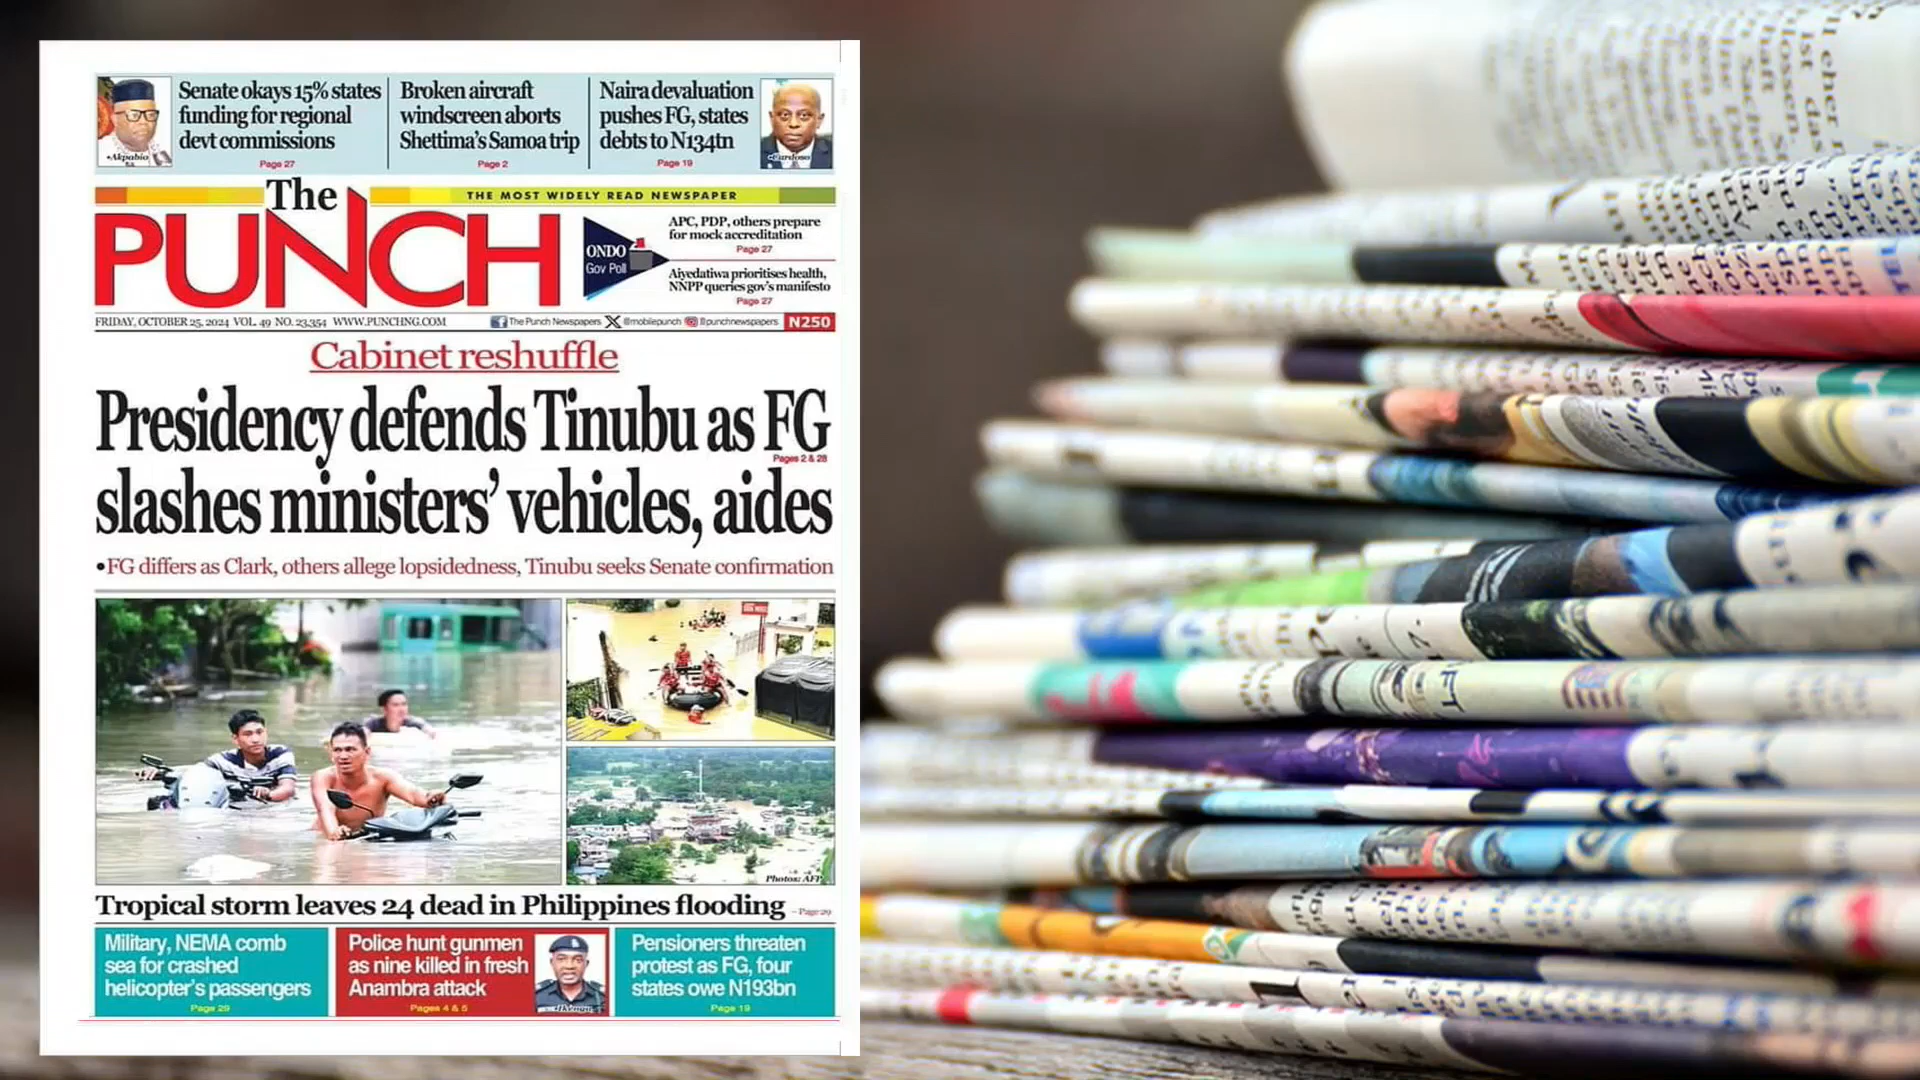 Senate okays 15% states
funding for regional
devt commissions
Page 27
•Akpabio
Broken aircraft
windscreen aborts
Shettima's Samoa trip
Page 2
Naira devaluation
pushes FG, states
debts to N134tn
Page 19
•Cardoso
The
PUNCH
THE MOST WIDELY READ NEWSPAPER
ONDO
Gov Poll
APC, PDP, others prepare
for mock accreditation
Page 27
Aiyedatiwa prioritises health,
NNPP queries gov's manifesto
Page 27
FRIDAY, OCTOBER 25, 2024 VOL. 49 NO. 23,354 WWW.PUNCHNG.COM
The Punch Newspapers @mobilepunch @punchnewspapers N250
Cabinet reshuffle
Presidency defends Tinubu as FG
Pages 2 & 28
slashes ministers' vehicles, aides
•FG differs as Clark, others allege lopsidedness, Tinubu seeks Senate confirmation
Photos: AFP
Tropical storm leaves 24 dead in Philippines flooding – Page 29
Military, NEMA comb
sea for crashed
helicopter's passengers
Page 29
Police hunt gunmen
as nine killed in fresh
Anambra attack
Pages 4 & 5
Pensioners threaten
protest as FG, four
states owe N193bn
Page 19